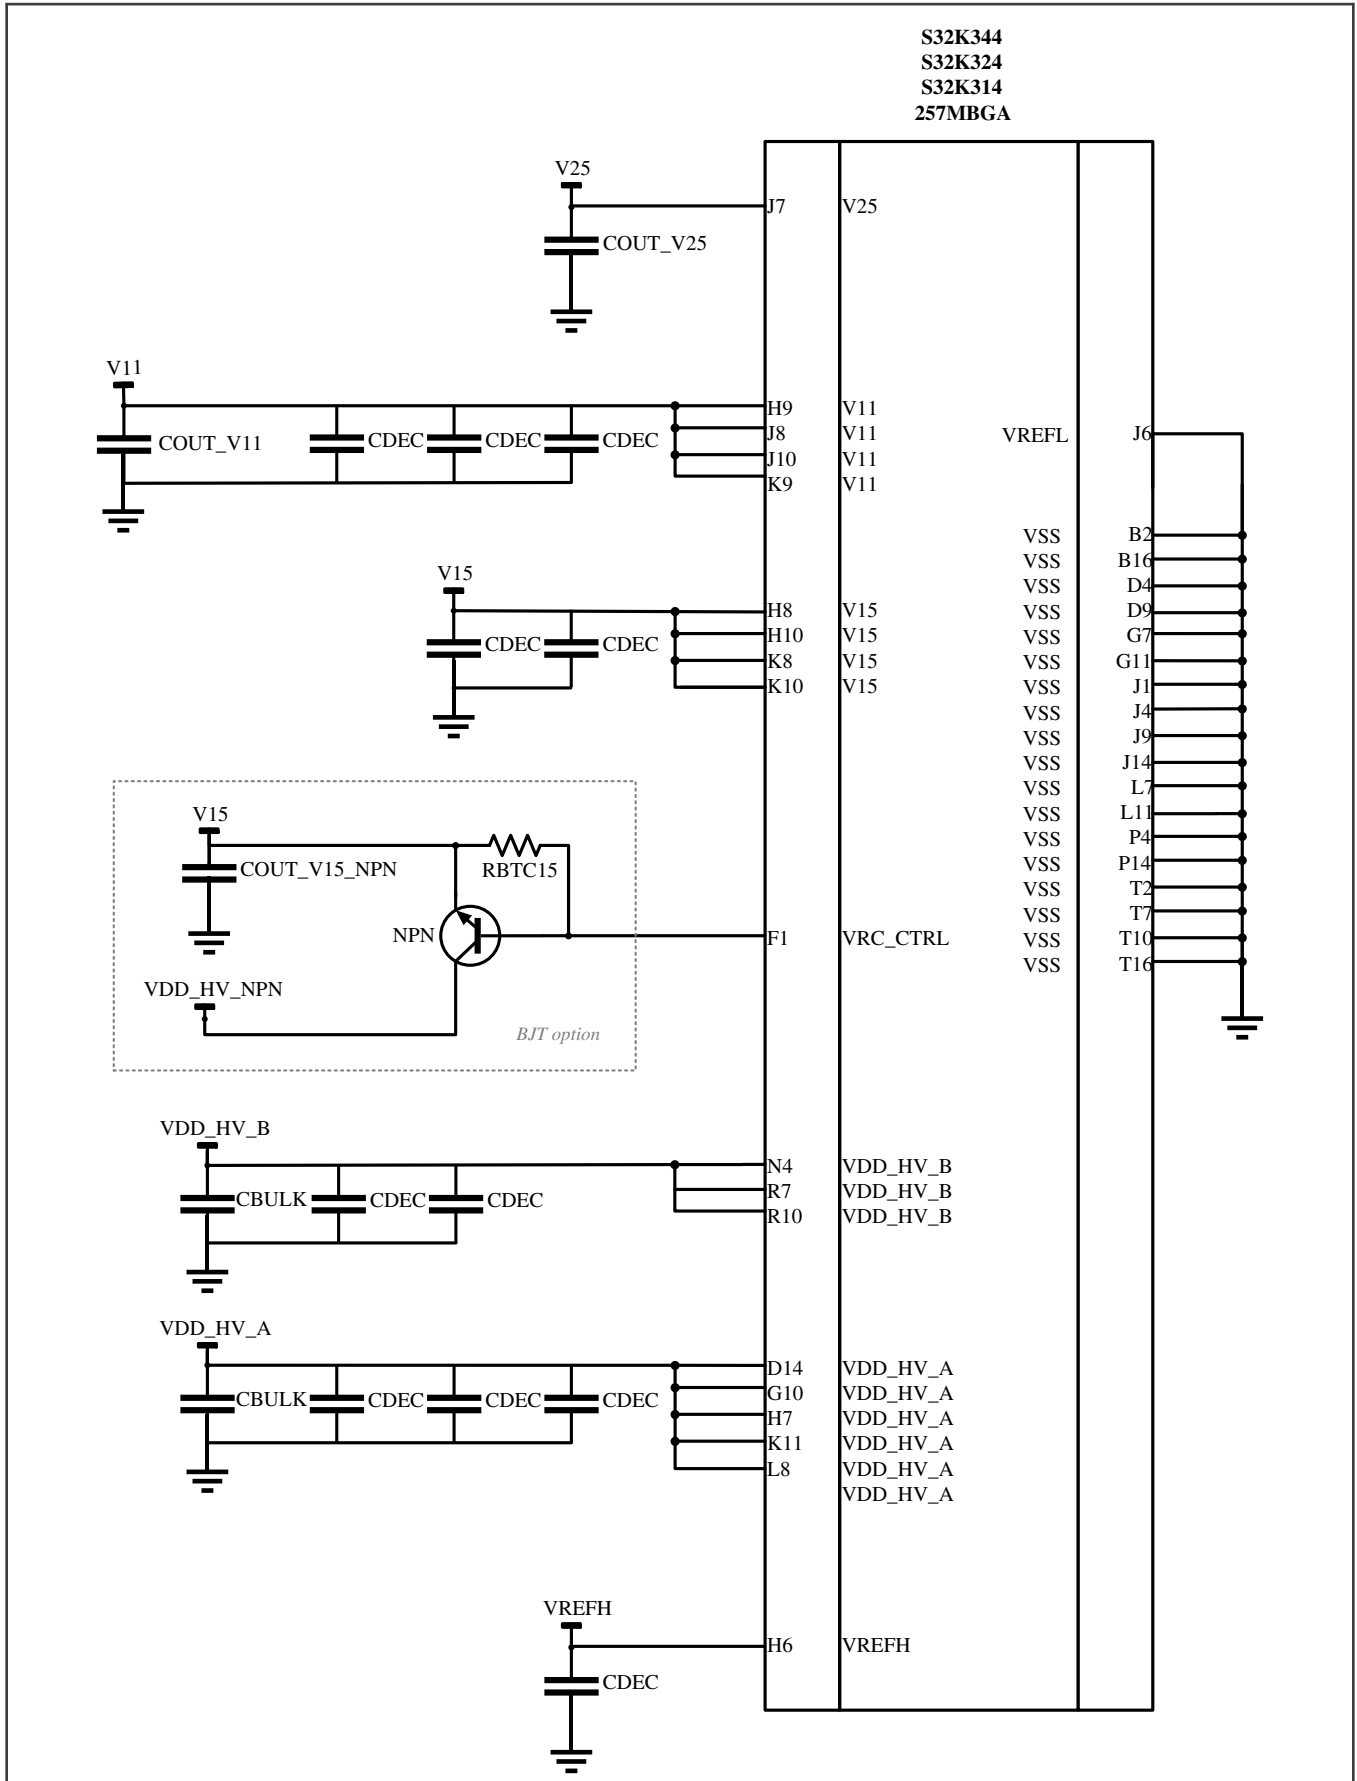 S32K344
S32K324
S32K314
257MBGA
V25
J7 V25
COUT_V25
V11
H9 V11
COUT_V11 CDEC CDEC CDEC J8 V11 VREFL J6
J10 V11
K9 V11
VSS B2
VSS B16
V15
VSS D4
H8 V15 VSS D9
CDEC CDEC H10 V15 VSS G7
K8 V15 VSS G11
K10 V15 VSS J1
VSS J4
VSS J9
VSS J14
VSS L7
V15 VSS L11
VSS P4
COUT_V15_NPN RBTC15 VSS P14
VSS T2
VSS T7
NPN F1 VRC_CTRL VSS T10
VSS T16
VDD_HV_NPN
BJT option
VDD_HV_B
N4 VDD_HV_B
R7 VDD_HV_B
CBULK CDEC CDEC
R10 VDD_HV_B
VDD_HV_A
D14 VDD_HV_A
G10 VDD_HV_A
CBULK CDEC CDEC CDEC
H7 VDD_HV_A
K11 VDD_HV_A
L8 VDD_HV_A
VDD_HV_A
VREFH
H6 VREFH
CDEC